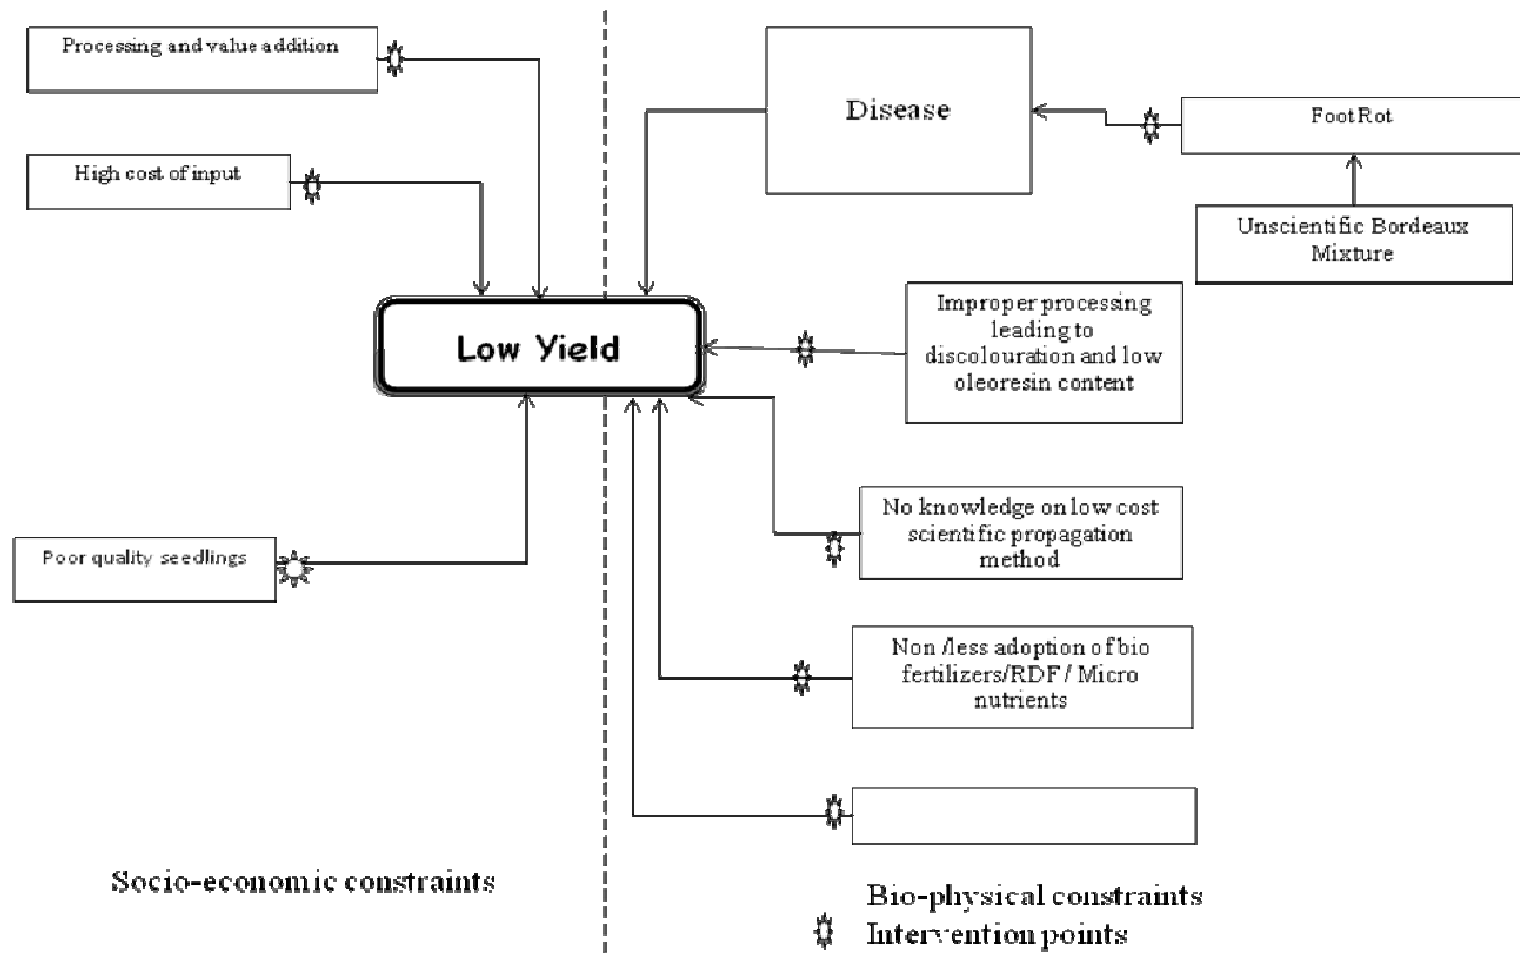 Processing and value addition
High cost of input
Disease
Foot Rot
Unscientific Bordeaux
Mixture
Low Yield
Improper processing
leading to
discolouration and low
oleoresin content
No knowledge on low cost
scientific propagation
method
Poor quality seedlings
Non /less adoption of bio
fertilizers/RDF / Micro
nutrients
Socio-economic constraints
Bio-physical constraints
Intervention points